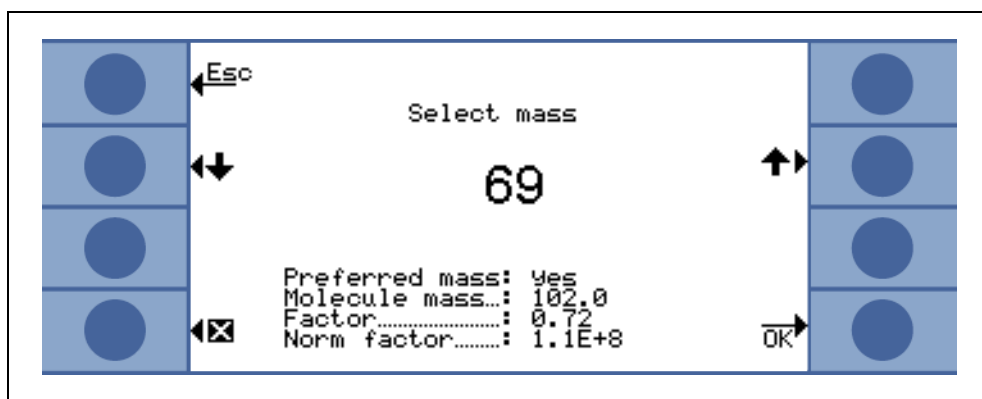 Esc
Select mass
69
Preferred mass: yes
Molecule mass…: 102.0
Factor……………………: 0.72
Norm factor………: 1.1E+8
OK